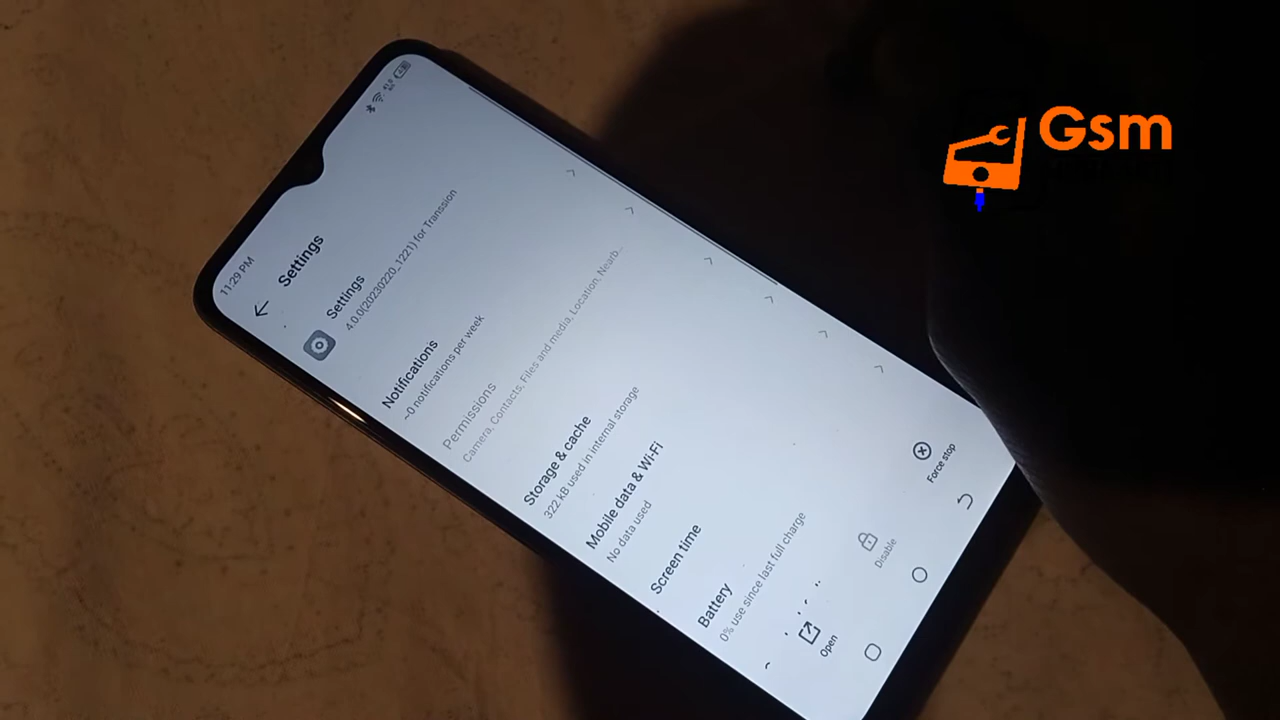 11:29 PM
Settings
Settings
4.0.0(20230220_1221)) for Transsion
Notifications
~0 notifications per week
Permissions
Camera, Contacts, Files and media, Location, Nearb...
Storage & cache
322 kB used in internal storage
Mobile data & Wi-Fi
No data used
Screen time
Battery
0% use since last full charge
Open
Disable
Force stop
Gsm